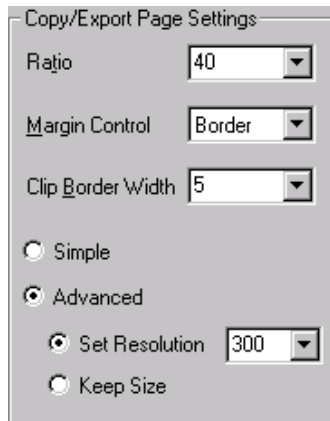 Copy/Export Page Settings
Ratio 40
Margin Control Border
Clip Border Width 5
Simple
Advanced
Set Resolution 300
Keep Size